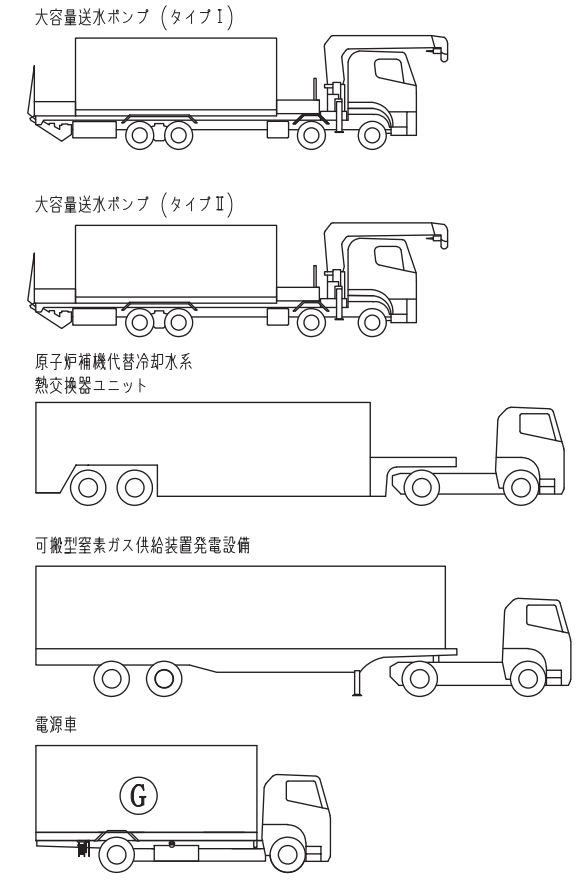 大容量送水ポンプ（タイプⅠ）
大容量送水ポンプ（タイプⅡ）
原子炉補機代替冷却水系
熱交換器ユニット
可搬型窒素ガス供給装置発電設備
電源車
G